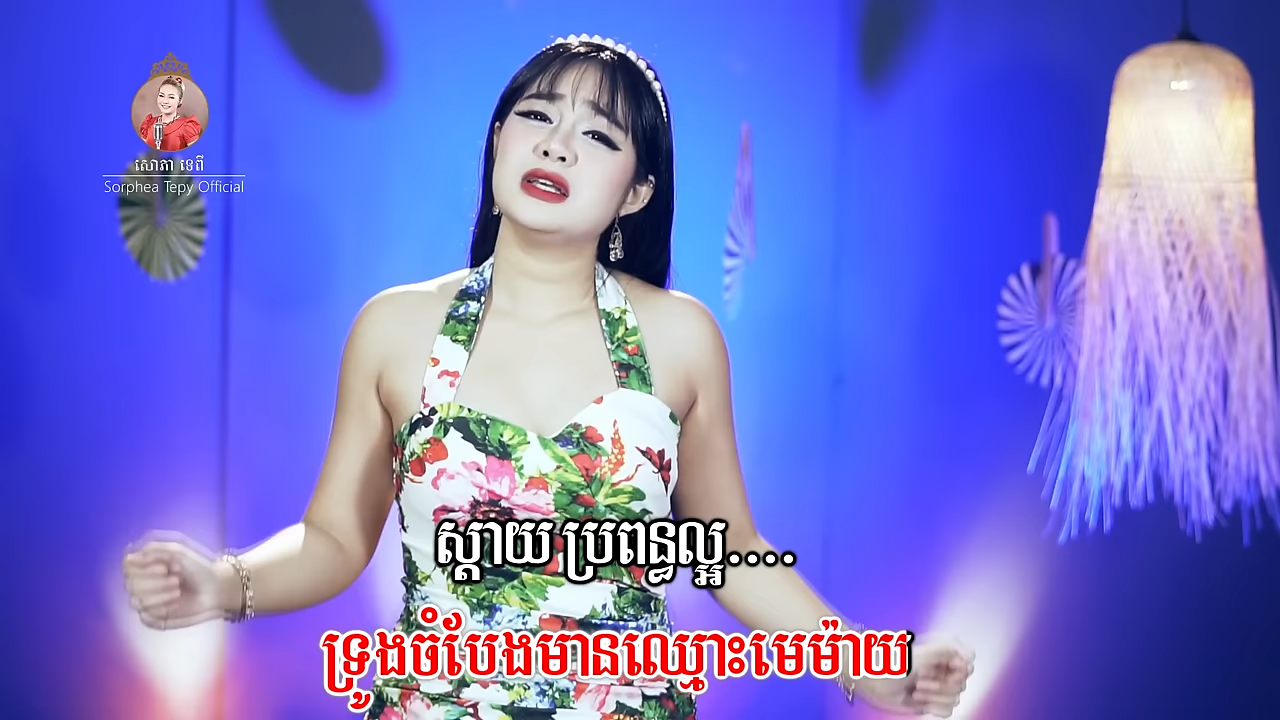 សោភា ទេពី
Sorphea Tepy Official
ស្តាយ ប្រពន្ធល្អ....
ទ្រូងចំបែងមានឈ្មោះមេម៉ាយ